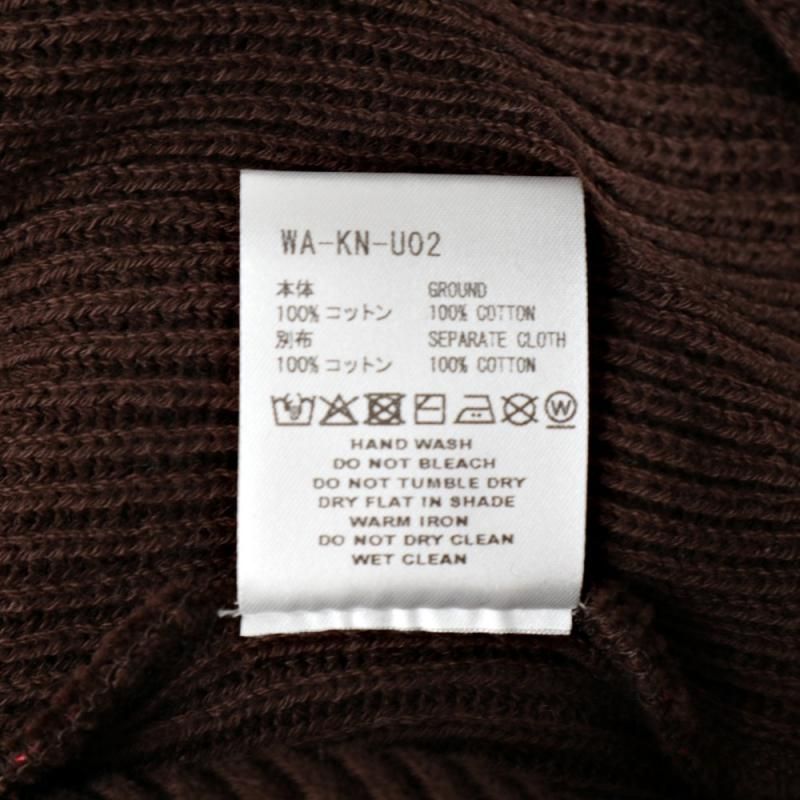 WA-KN-U02
本体 GROUND
100% コットン 100% COTTON
別布 SEPARATE CLOTH
100% コットン 100% COTTON
W
HAND WASH
DO NOT BLEACH
DO NOT TUMBLE DRY
DRY FLAT IN SHADE
WARM IRON
DO NOT DRY CLEAN
WET CLEAN